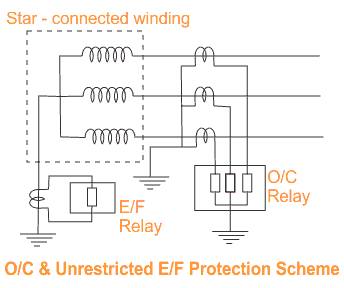 Star - connected winding
O/C
Relay
E/F
Relay
O/C & Unrestricted E/F Protection Scheme